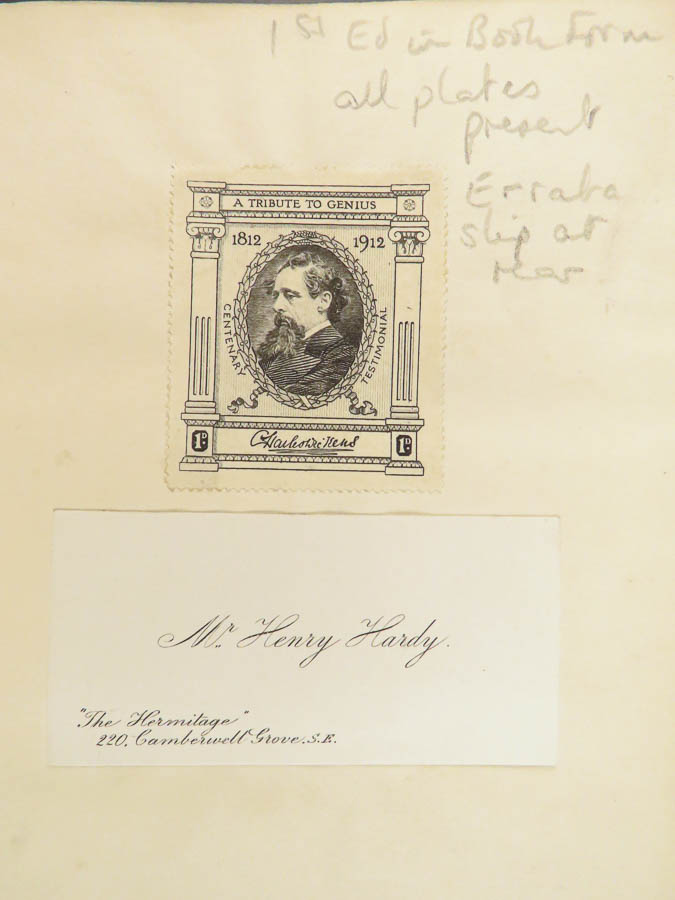 1st Ed in Book Form
all plates
present
Errata
slip at
rear
A TRIBUTE TO GENIUS
1812 1912
CENTENARY TESTIMONIAL
1D Charles Dickens 1D
Mr. Henry Hardy.
"The Hermitage"
220, Camberwell Grove. S.E.